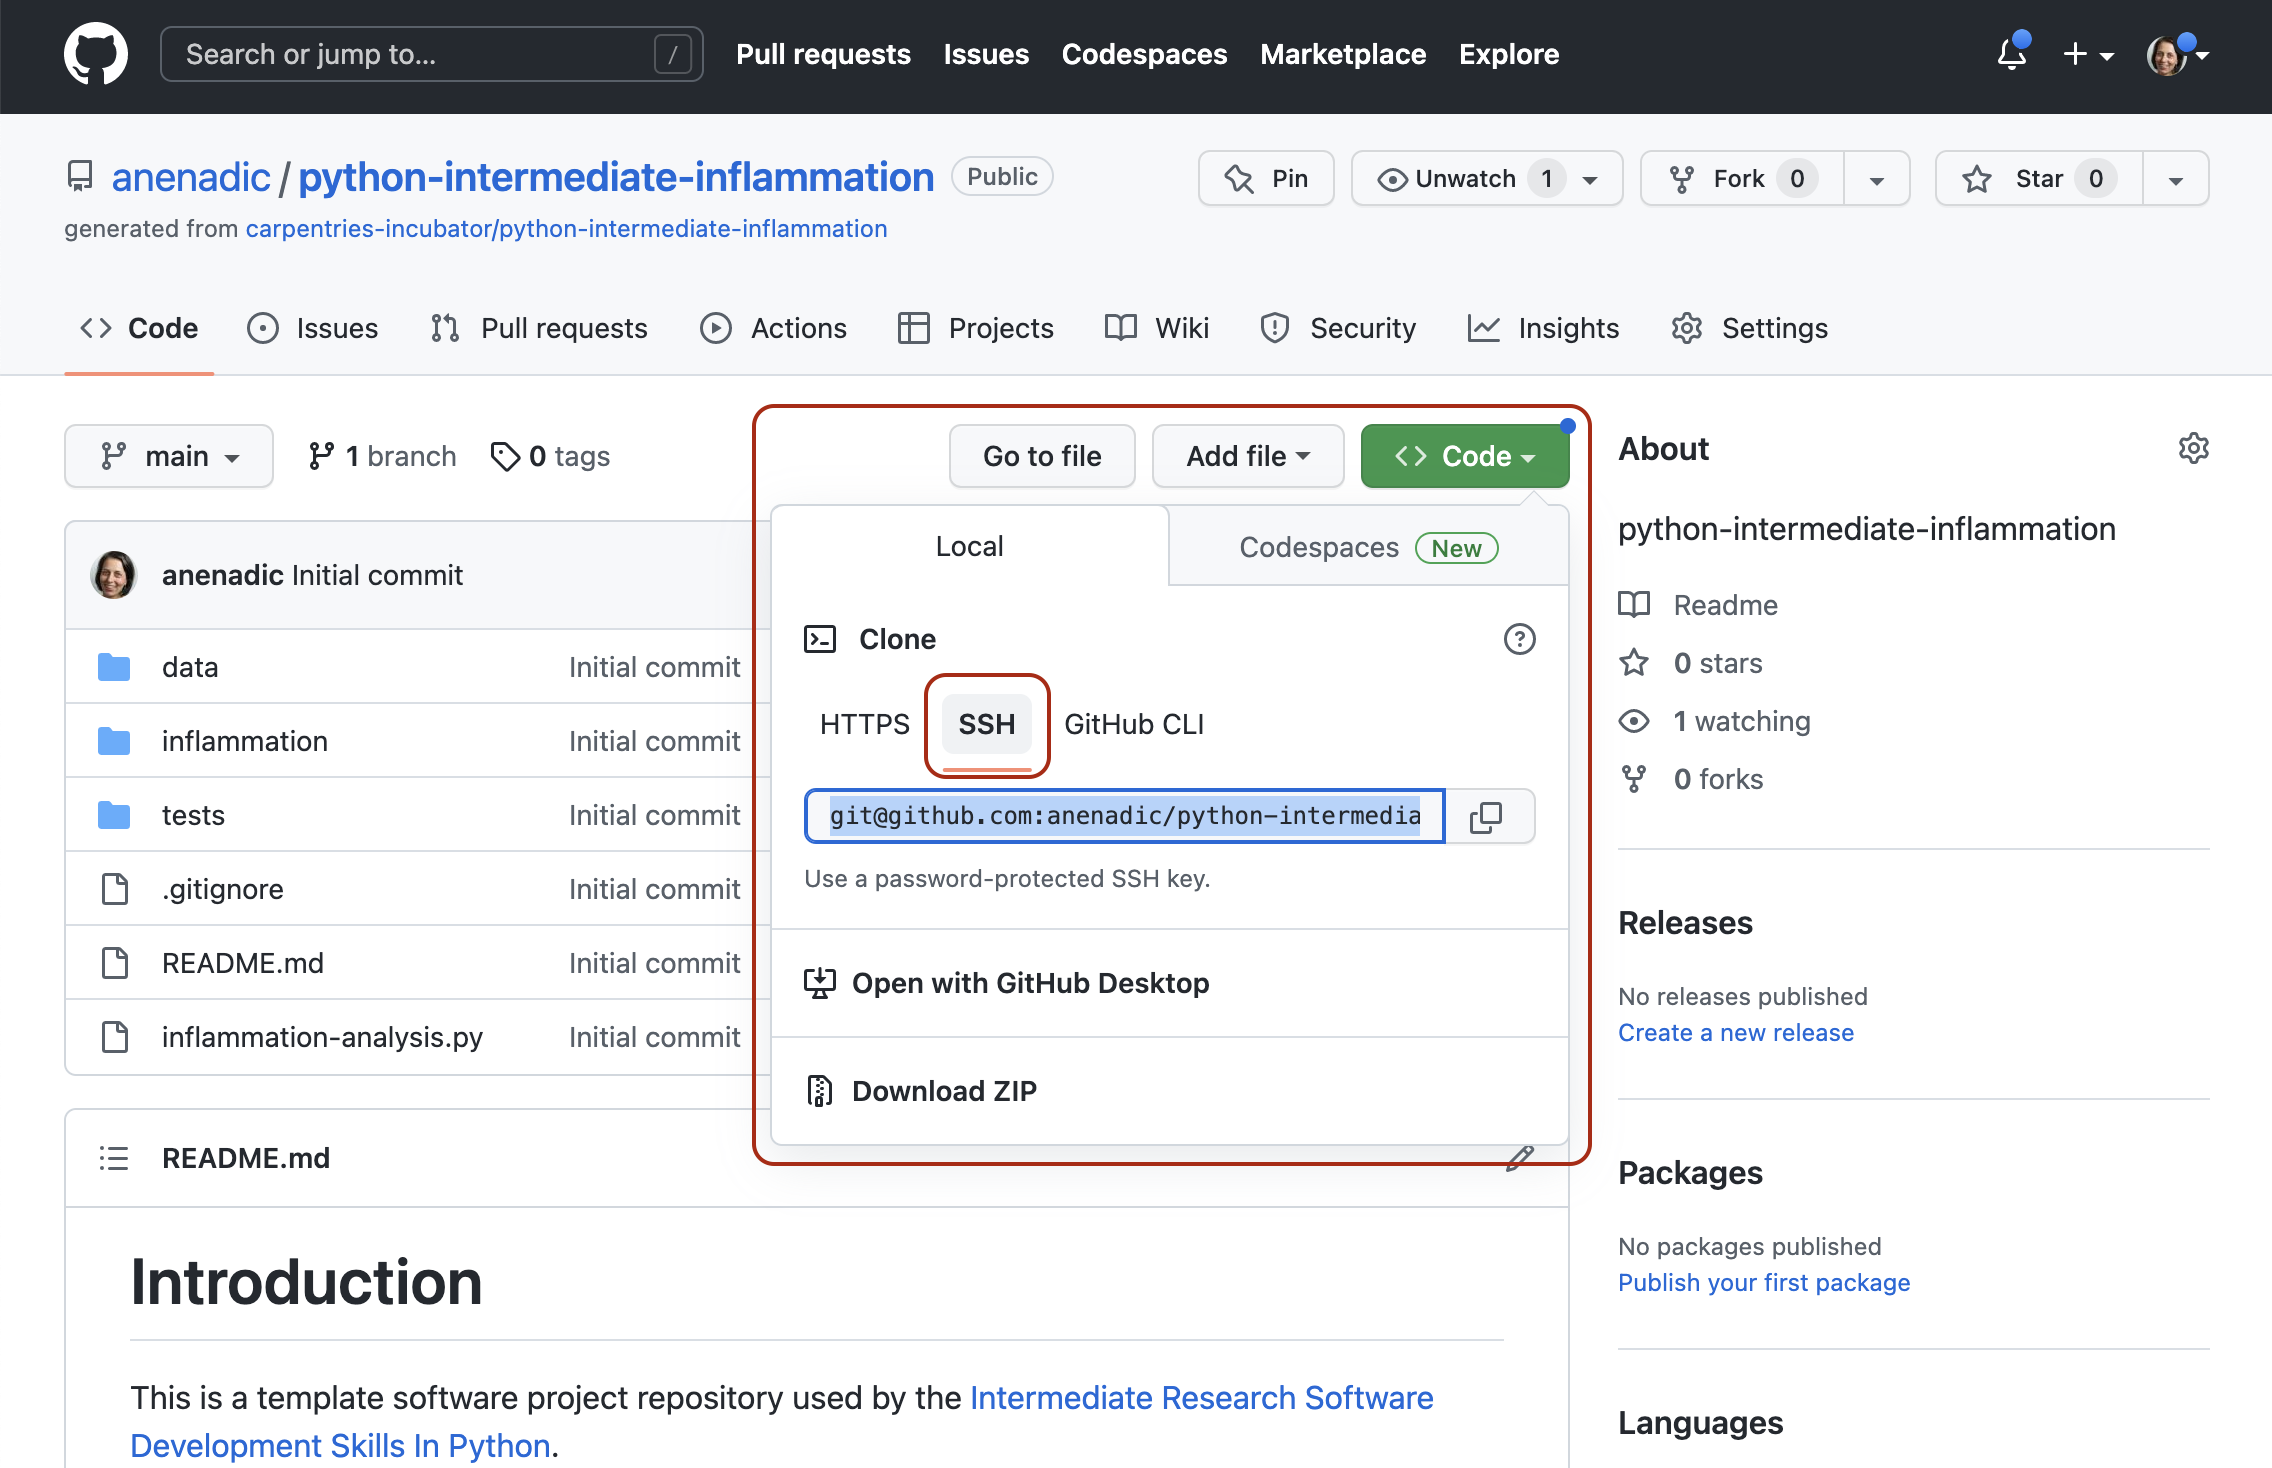 Search or jump to... /
Pull requests Issues Codespaces Marketplace Explore
anenadic / python-intermediate-inflammation Public
Pin Unwatch 1 Fork 0 Star 0
generated from carpentries-incubator/python-intermediate-inflammation
Code Issues Pull requests Actions Projects Wiki Security Insights Settings
main 1 branch 0 tags
Go to file Add file Code
anenadic Initial commit
data Initial commit
inflammation Initial commit
tests Initial commit
.gitignore Initial commit
README.md Initial commit
inflammation-analysis.py Initial commit
Local Codespaces New
Clone
HTTPS SSH GitHub CLI
git@github.com:anenadic/python-intermedia
Use a password-protected SSH key.
Open with GitHub Desktop
Download ZIP
README.md
Introduction
This is a template software project repository used by the Intermediate Research Software
Development Skills In Python.
About
python-intermediate-inflammation
Readme
0 stars
1 watching
0 forks
Releases
No releases published
Create a new release
Packages
No packages published
Publish your first package
Languages